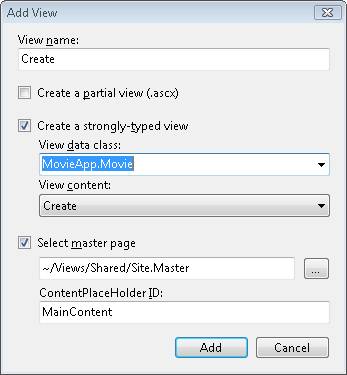 Add View
View name:
Create
Create a partial view (.ascx)
Create a strongly-typed view
View data class:
MovieApp.Movie
View content:
Create
Select master page
~/Views/Shared/Site.Master
...
ContentPlaceHolder ID:
MainContent
Add Cancel